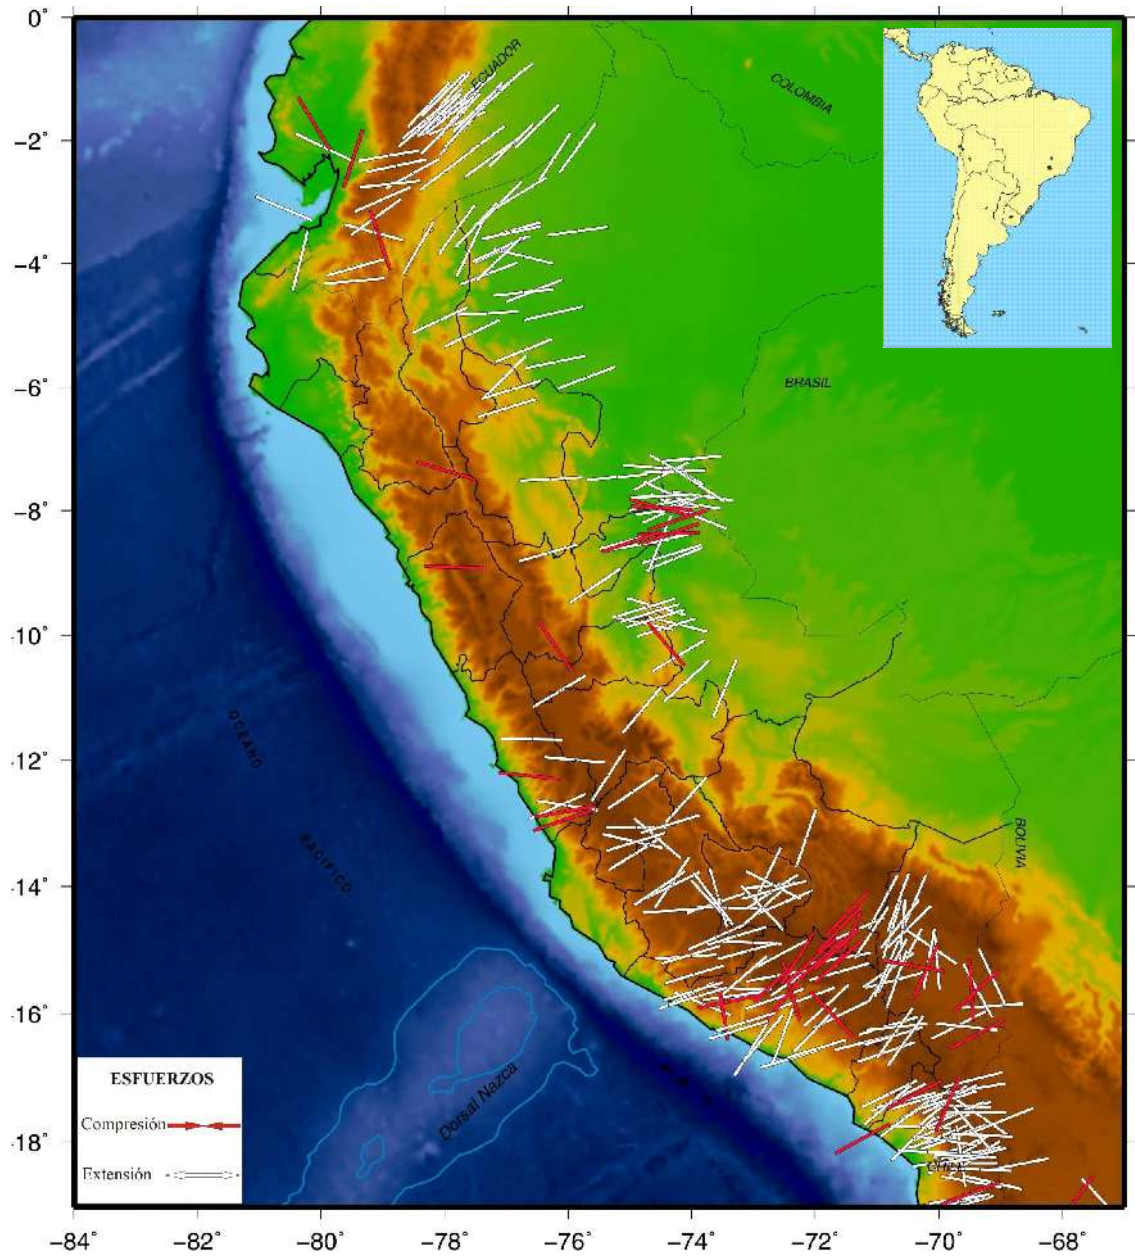 0°
−2°
−4°
−6°
−8°
·10°
·12°
·14°
·16°
·18°
ECUADOR
COLOMBIA
BRASIL
OCEANO
PACIFICO
BOLIVIA
Dorsal Nazca
ESFUERZOS
Compresión
Extensión
−84°
−82°
−80°
−78°
−76°
−74°
−72°
−70°
−68°